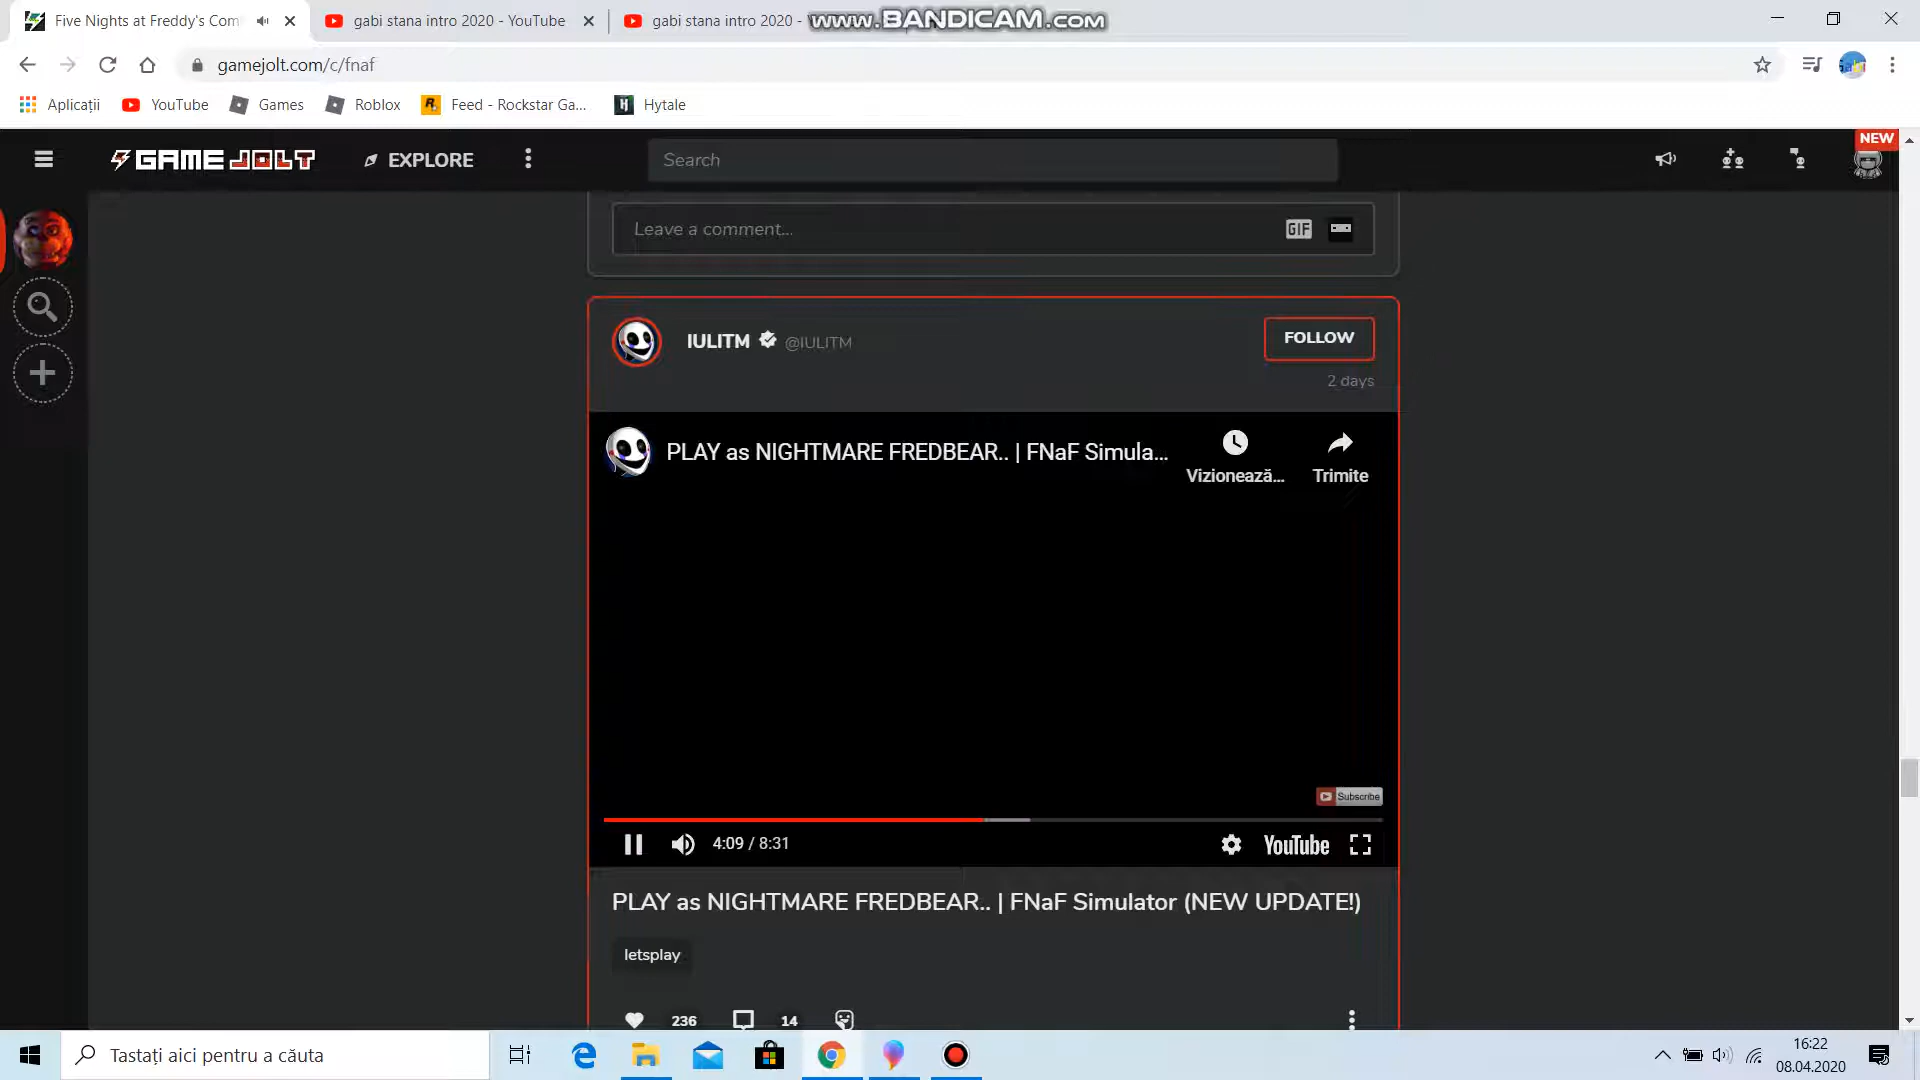 Five Nights at Freddy's Com
gabi stana intro 2020 - YouTube
gabi stana intro 2020 -
www.BANDICAM.com
gamejolt.com/c/fnaf
Aplicații
YouTube
Games
Roblox
Feed - Rockstar Ga...
Hytale
GAME JOLT
EXPLORE
Search
NEW
Leave a comment...
GIF
IULITM
@IULITM
FOLLOW
2 days
PLAY as NIGHTMARE FREDBEAR.. | FNaF Simula...
Vizionează...
Trimite
Subscribe
4:09 / 8:31
YouTube
PLAY as NIGHTMARE FREDBEAR.. | FNaF Simulator (NEW UPDATE!)
letsplay
236
14
Tastați aici pentru a căuta
16:22
08.04.2020